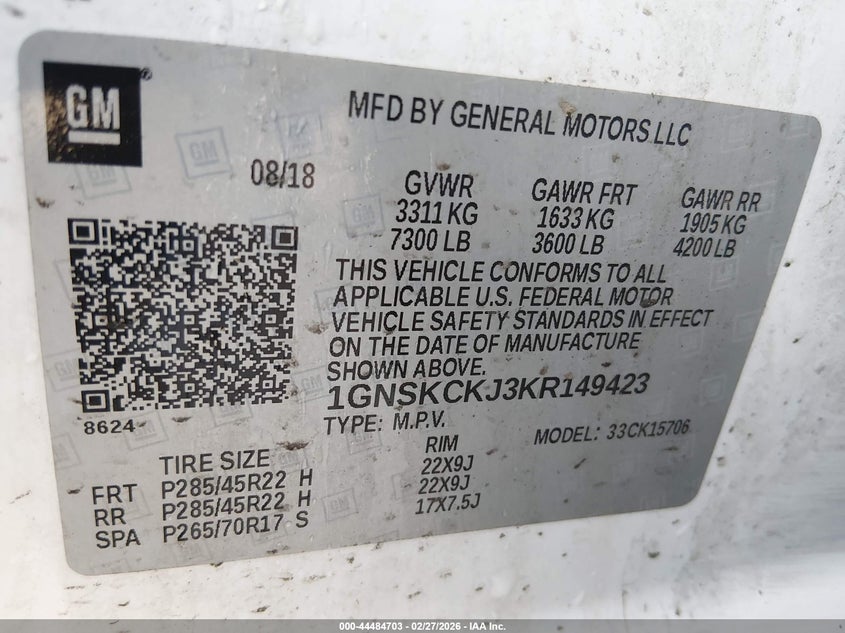 GM®
MFD BY GENERAL MOTORS LLC
08/18
GVWR GAWR FRT GAWR RR
3311 KG 1633 KG 1905 KG
7300 LB 3600 LB 4200 LB
THIS VEHICLE CONFORMS TO ALL
APPLICABLE U.S. FEDERAL MOTOR
VEHICLE SAFETY STANDARDS IN EFFECT
ON THE DATE OF MANUFACTURE
SHOWN ABOVE.
1GNSKCKJ3KR149423
8624
TYPE: M.P.V. MODEL: 33CK15706
TIRE SIZE RIM
FRT P285/45R22 H 22X9J
RR P285/45R22 H 22X9J
SPA P265/70R17 S 17X7.5J
000-44484703 — 02/27/2026 — IAA Inc.